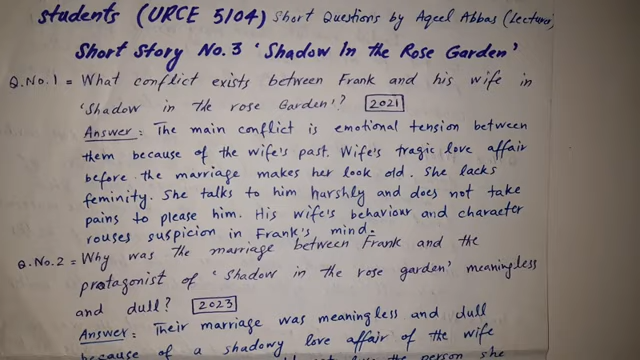 Students (URCE 5104) Short Questions by Aqeel Abbas (Lecturer)
Short Story No. 3 'Shadow In the Rose Garden'
Q.No.1 = What conflict exists between Frank and his wife in
'Shadow in the rose Garden'? 2021
Answer: The main conflict is emotional tension between
them because of the wife's past. Wife's tragic love affair
before the marriage makes her look old. She lacks
feminity. She talks to him harshly and does not take
pains to please him. His wife's behaviour and character
rouses suspicion in Frank's mind.
Q.No.2 = Why was the marriage between Frank and the
protagonist of 'Shadow in the rose garden' meaningless
and dull? 2023
Answer: Their marriage was meaningless and dull
because of a shadowy love affair of the wife
the person she